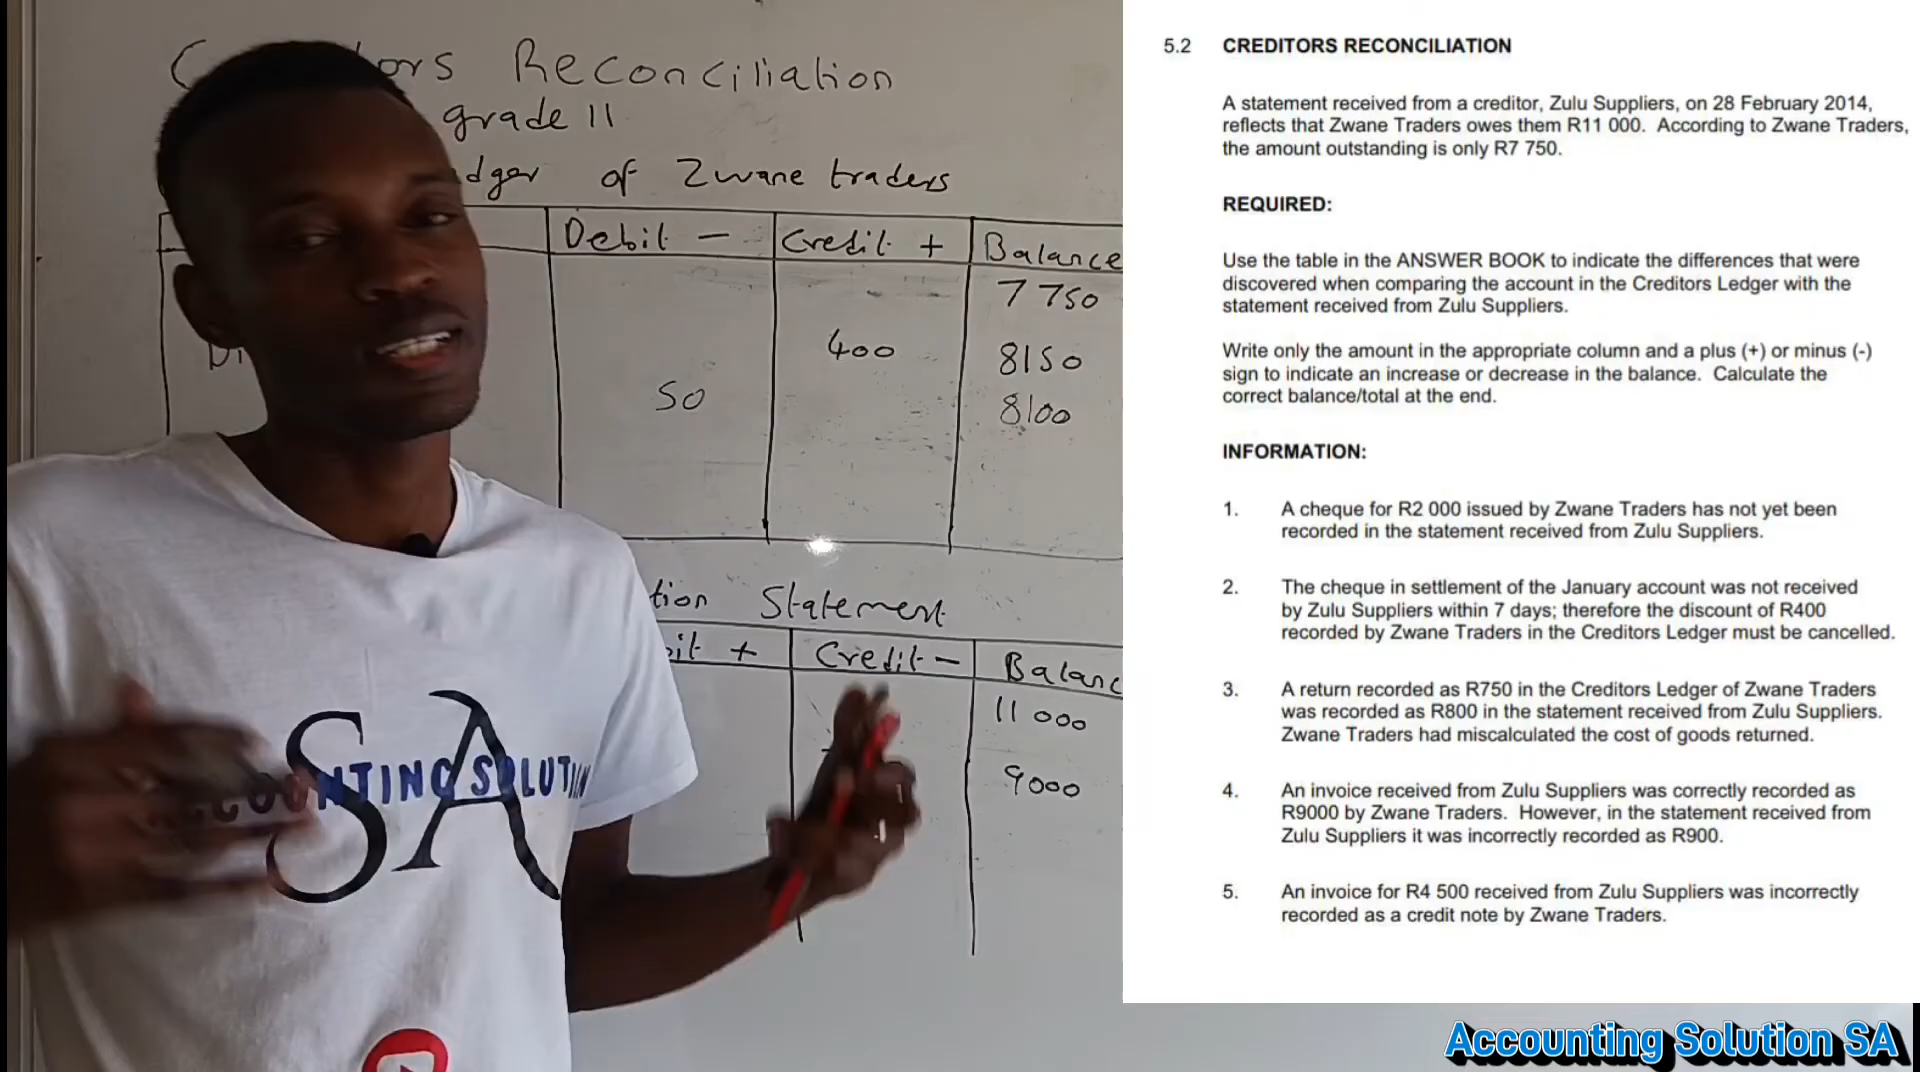 Reconciliation
grade 11
of Zwane traders
Debit - Credit + Balance
7 750
400 8150
50 8100
Statement
Credit - Balanc
11 000
9000
ACCOUNTING SOLUTION
SA
5.2 CREDITORS RECONCILIATION
A statement received from a creditor, Zulu Suppliers, on 28 February 2014,
reflects that Zwane Traders owes them R11 000. According to Zwane Traders,
the amount outstanding is only R7 750.
REQUIRED:
Use the table in the ANSWER BOOK to indicate the differences that were
discovered when comparing the account in the Creditors Ledger with the
statement received from Zulu Suppliers.
Write only the amount in the appropriate column and a plus (+) or minus (-)
sign to indicate an increase or decrease in the balance. Calculate the
correct balance/total at the end.
INFORMATION:
1. A cheque for R2 000 issued by Zwane Traders has not yet been
recorded in the statement received from Zulu Suppliers.
2. The cheque in settlement of the January account was not received
by Zulu Suppliers within 7 days; therefore the discount of R400
recorded by Zwane Traders in the Creditors Ledger must be cancelled.
3. A return recorded as R750 in the Creditors Ledger of Zwane Traders
was recorded as R800 in the statement received from Zulu Suppliers.
Zwane Traders had miscalculated the cost of goods returned.
4. An invoice received from Zulu Suppliers was correctly recorded as
R9000 by Zwane Traders. However, in the statement received from
Zulu Suppliers it was incorrectly recorded as R900.
5. An invoice for R4 500 received from Zulu Suppliers was incorrectly
recorded as a credit note by Zwane Traders.
Accounting Solution SA